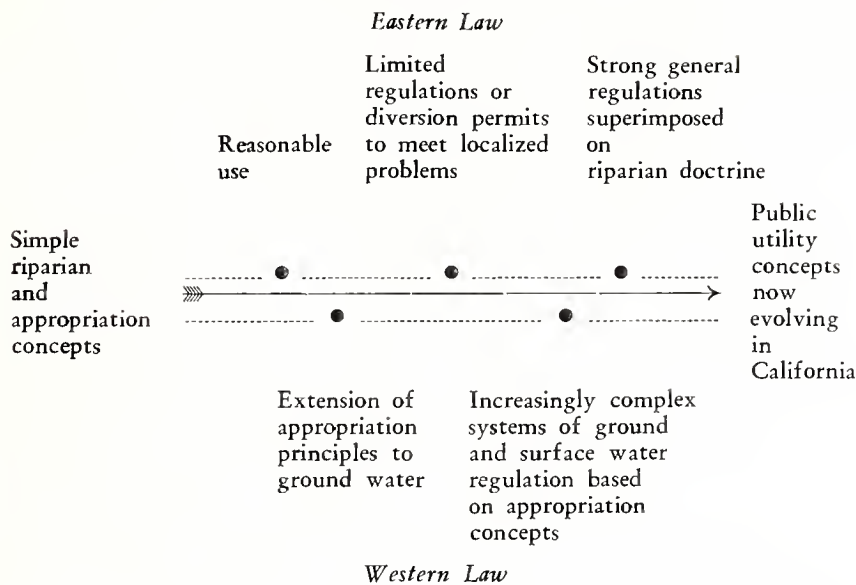 Eastern Law
Reasonable
use
Limited
regulations or
diversion permits
to meet localized
problems
Strong general
regulations
superimposed
on
riparian doctrine
Simple
riparian
and
appropriation
concepts
Public
utility
concepts
now
evolving
in
California
Extension of
appropriation
principles to
ground water
Increasingly complex
systems of ground
and surface water
regulation based
on appropriation
concepts
Western Law